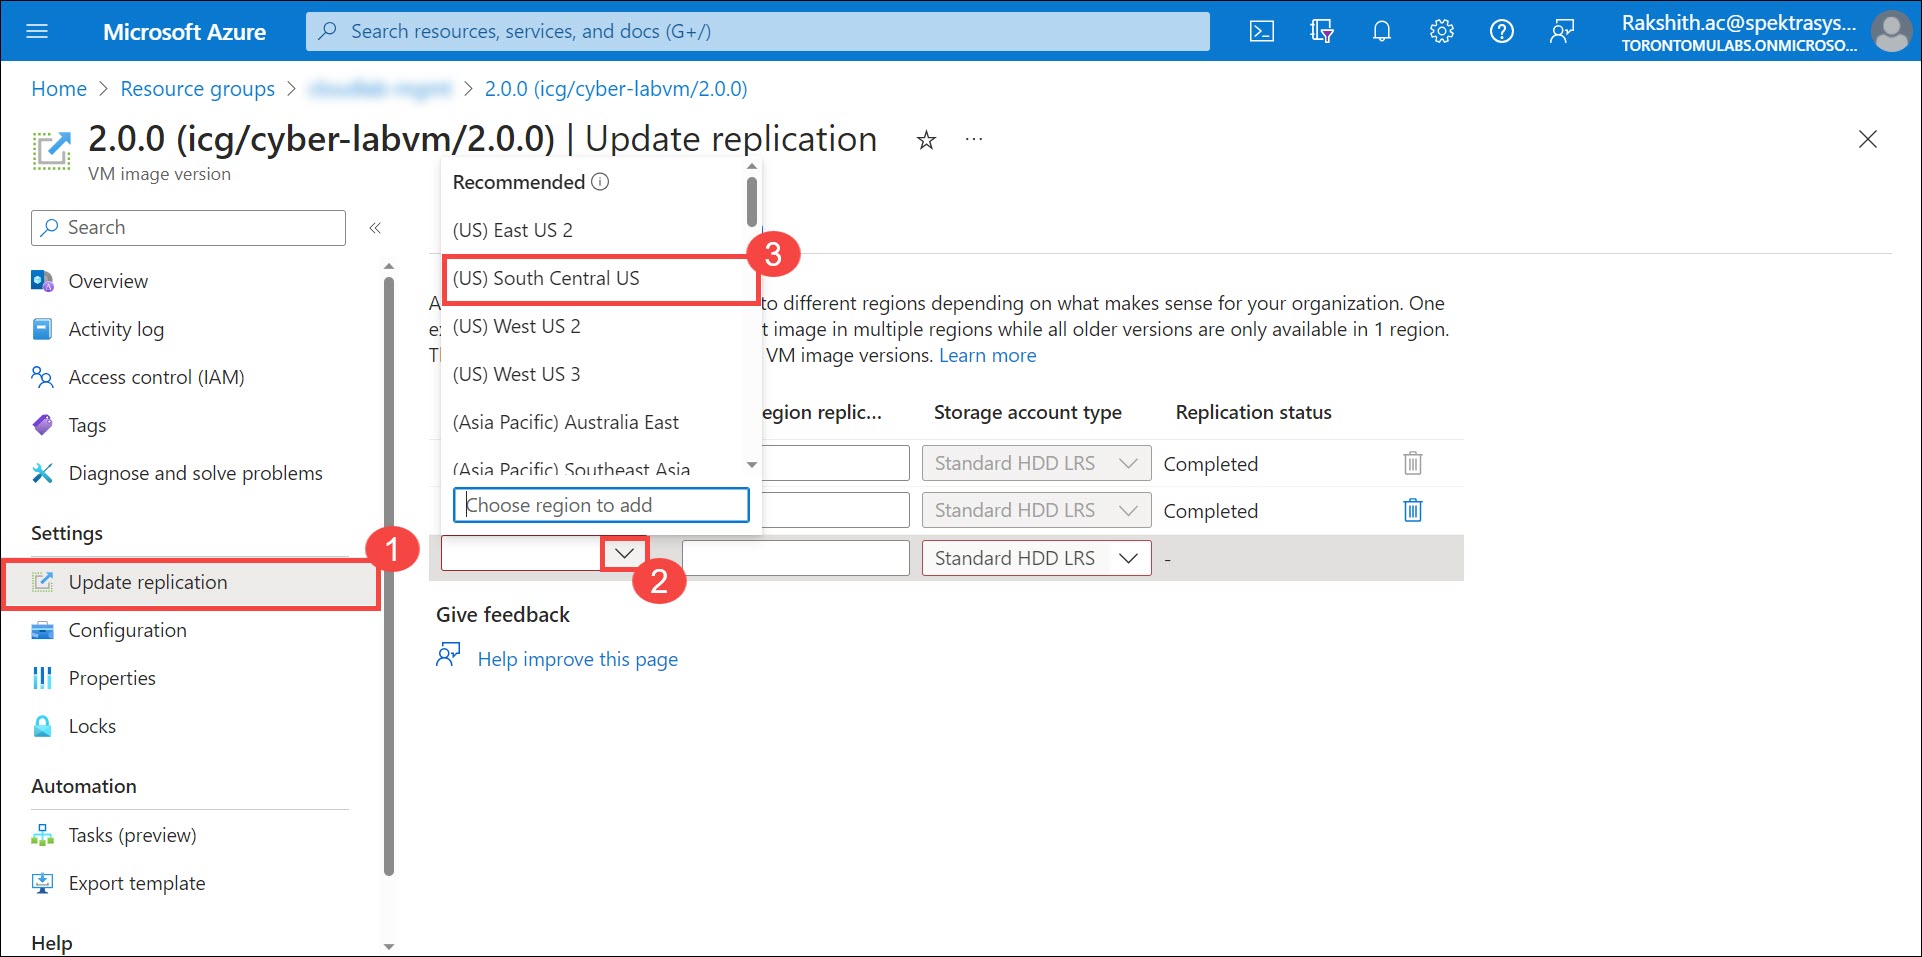 Microsoft Azure
Search resources, services, and docs (G+/)
Rakshith.ac@spektrasys...
TORONTOMULABS.ONMICROSO...
Home > Resource groups > > 2.0.0 (icg/cyber-labvm/2.0.0)
2.0.0 (icg/cyber-labvm/2.0.0) | Update replication
VM image version
Search
Overview
Activity log
Access control (IAM)
Tags
Diagnose and solve problems
Settings
1
Update replication
Configuration
Properties
Locks
Automation
Tasks (preview)
Export template
Help
Recommended
(US) East US 2
(US) South Central US
3
(US) West US 2
(US) West US 3
(Asia Pacific) Australia East
(Asia Pacific) Southeast Asia
Choose region to add
2
to different regions depending on what makes sense for your organization. One
image in multiple regions while all older versions are only available in 1 region.
VM image versions. Learn more
egion replic... Storage account type Replication status
Standard HDD LRS Completed
Standard HDD LRS Completed
Standard HDD LRS -
Give feedback
Help improve this page